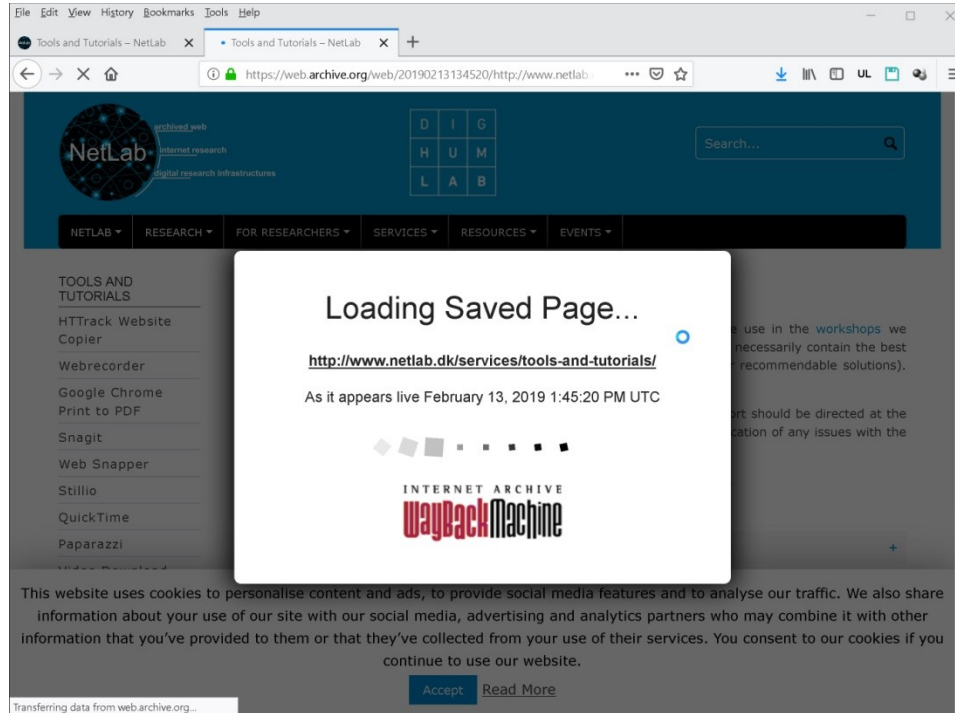 File Edit View History Bookmarks Tools Help
Tools and Tutorials – NetLab
Tools and Tutorials – NetLab
https://web.archive.org/web/20190213134520/http://www.netlab.
UL
NetLab
archived web
internet research
digital research infrastructures
D I G
H U M
L A B
Search...
NETLAB RESEARCH FOR RESEARCHERS SERVICES RESOURCES EVENTS
TOOLS AND
TUTORIALS
HTTrack Website
Copier
Webrecorder
Google Chrome
Print to PDF
Snagit
Web Snapper
Stillio
QuickTime
Paparazzi
Loading Saved Page...
http://www.netlab.dk/services/tools-and-tutorials/
As it appears live February 13, 2019 1:45:20 PM UTC
INTERNET ARCHIVE
WayBackMachine
use in the workshops we
necessarily contain the best
recommendable solutions).
should be directed at the
of any issues with the
This website uses cookies to personalise content and ads, to provide social media features and to analyse our traffic. We also share
information about your use of our site with our social media, advertising and analytics partners who may combine it with other
information that you've provided to them or that they've collected from your use of their services. You consent to our cookies if you
continue to use our website.
Accept Read More
Transferring data from web.archive.org...